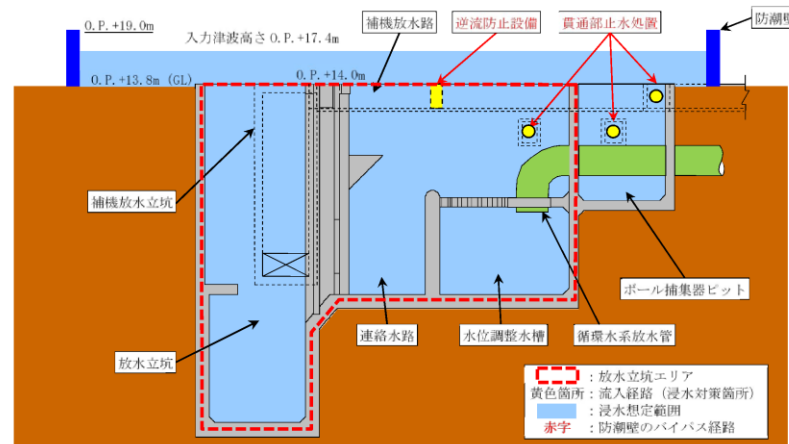 O.P.+19.0m
入力津波高さO.P.+17.4m
補機放水路
逆流防止設備
貫通部止水処置
防潮壁
O.P.+13.8m (GL)
O.P.+14.0m
補機放水立坑
放水立坑
連絡水路
水位調整水槽
循環水系放水管
ボール捕集器ピット
：放水立坑エリア
黄色箇所：流入経路（浸水対策箇所）
：浸水想定範囲
赤字：防潮壁のバイパス経路